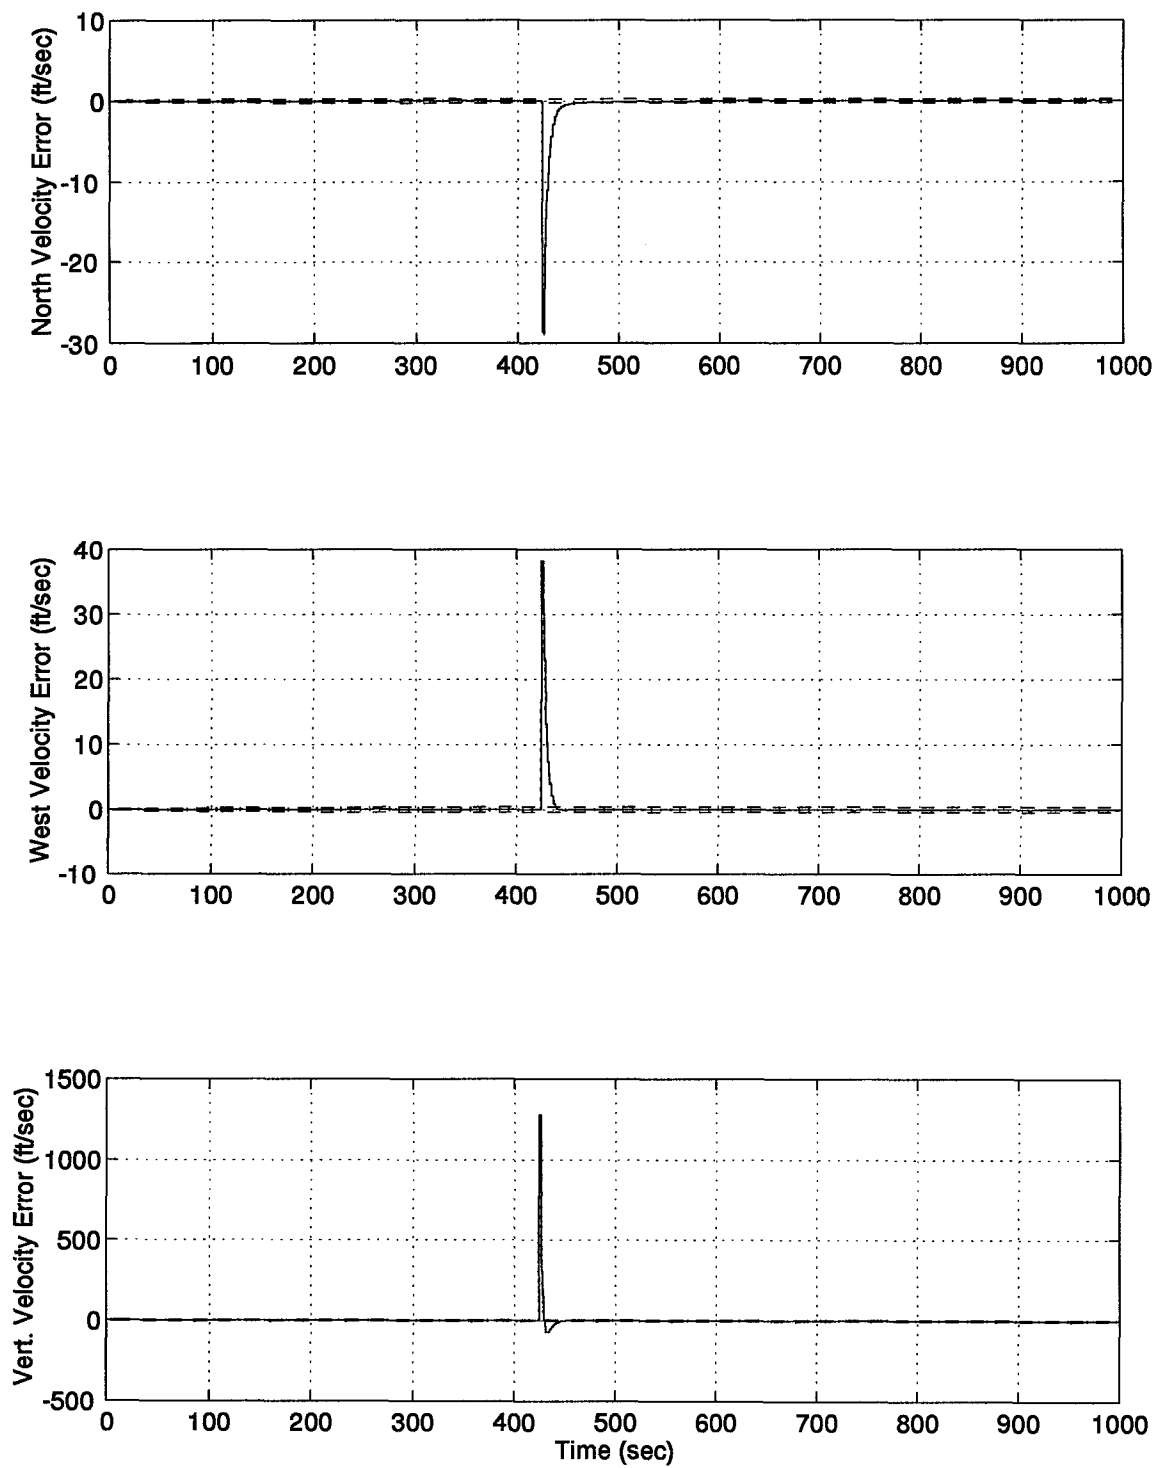 North Velocity Error (ft/sec)
10
0
-10
-20
-30
0 100 200 300 400 500 600 700 800 900 1000
West Velocity Error (ft/sec)
40
30
20
10
0
-10
0 100 200 300 400 500 600 700 800 900 1000
Vert. Velocity Error (ft/sec)
1500
1000
500
0
-500
0 100 200 300 400 500 600 700 800 900 1000
Time (sec)